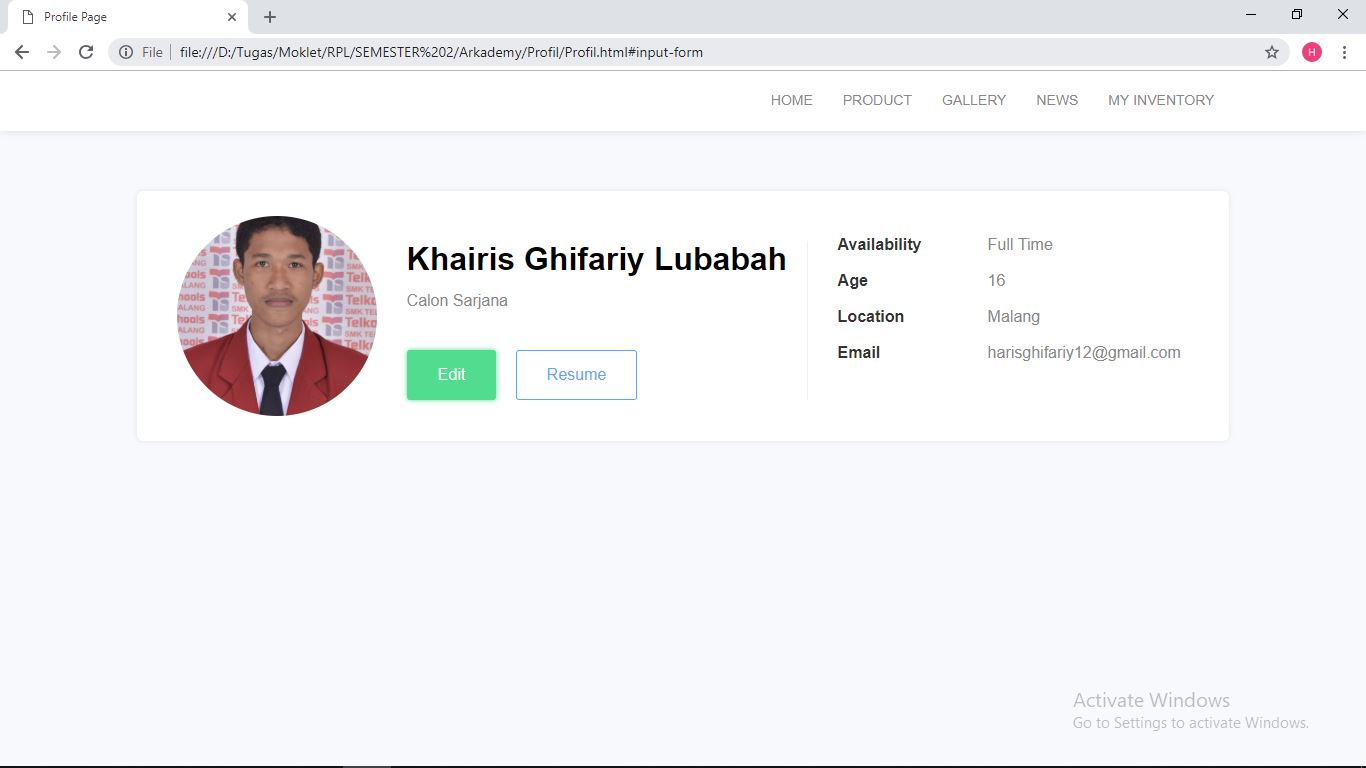 Profile Page
File
file:///D:/Tugas/Moklet/RPL/SEMESTER%202/Arkademy/Profil/Profil.html#input-form
H
HOME PRODUCT GALLERY NEWS MY INVENTORY
Khairis Ghifariy Lubabah
Calon Sarjana
Edit Resume
Availability Full Time
Age 16
Location Malang
Email harisghifariy12@gmail.com
Activate Windows
Go to Settings to activate Windows.